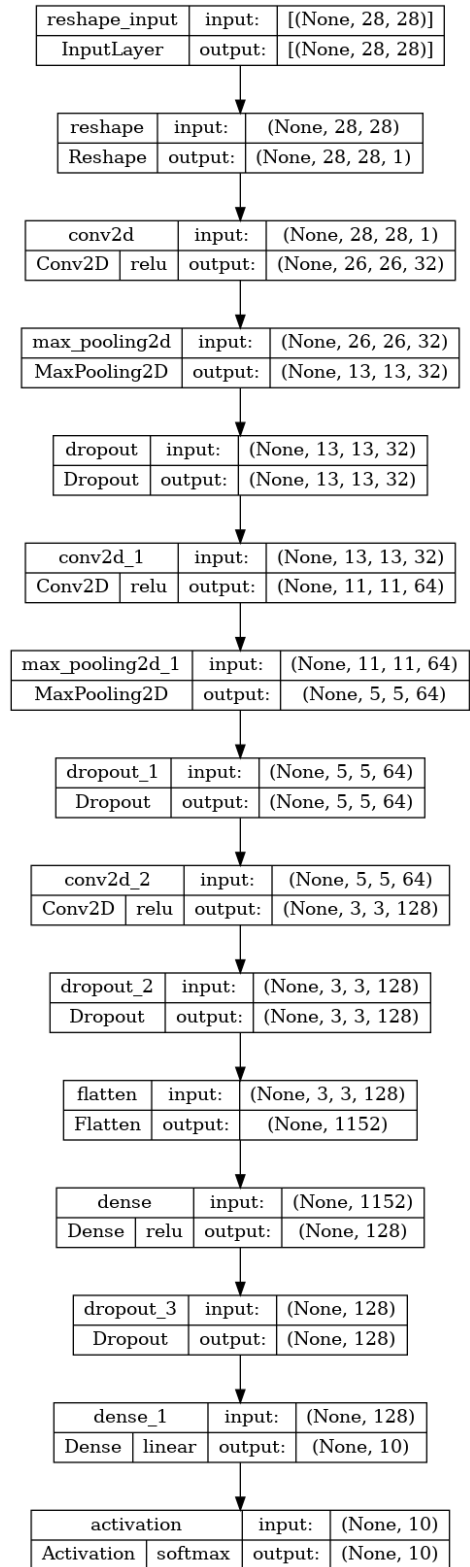 reshape_input input: [(None, 28, 28)]
InputLayer output: [(None, 28, 28)]
reshape input: (None, 28, 28)
Reshape output: (None, 28, 28, 1)
conv2d input: (None, 28, 28, 1)
Conv2D relu output: (None, 26, 26, 32)
max_pooling2d input: (None, 26, 26, 32)
MaxPooling2D output: (None, 13, 13, 32)
dropout input: (None, 13, 13, 32)
Dropout output: (None, 13, 13, 32)
conv2d_1 input: (None, 13, 13, 32)
Conv2D relu output: (None, 11, 11, 64)
max_pooling2d_1 input: (None, 11, 11, 64)
MaxPooling2D output: (None, 5, 5, 64)
dropout_1 input: (None, 5, 5, 64)
Dropout output: (None, 5, 5, 64)
conv2d_2 input: (None, 5, 5, 64)
Conv2D relu output: (None, 3, 3, 128)
dropout_2 input: (None, 3, 3, 128)
Dropout output: (None, 3, 3, 128)
flatten input: (None, 3, 3, 128)
Flatten output: (None, 1152)
dense input: (None, 1152)
Dense relu output: (None, 128)
dropout_3 input: (None, 128)
Dropout output: (None, 128)
dense_1 input: (None, 128)
Dense linear output: (None, 10)
activation input: (None, 10)
Activation softmax output: (None, 10)